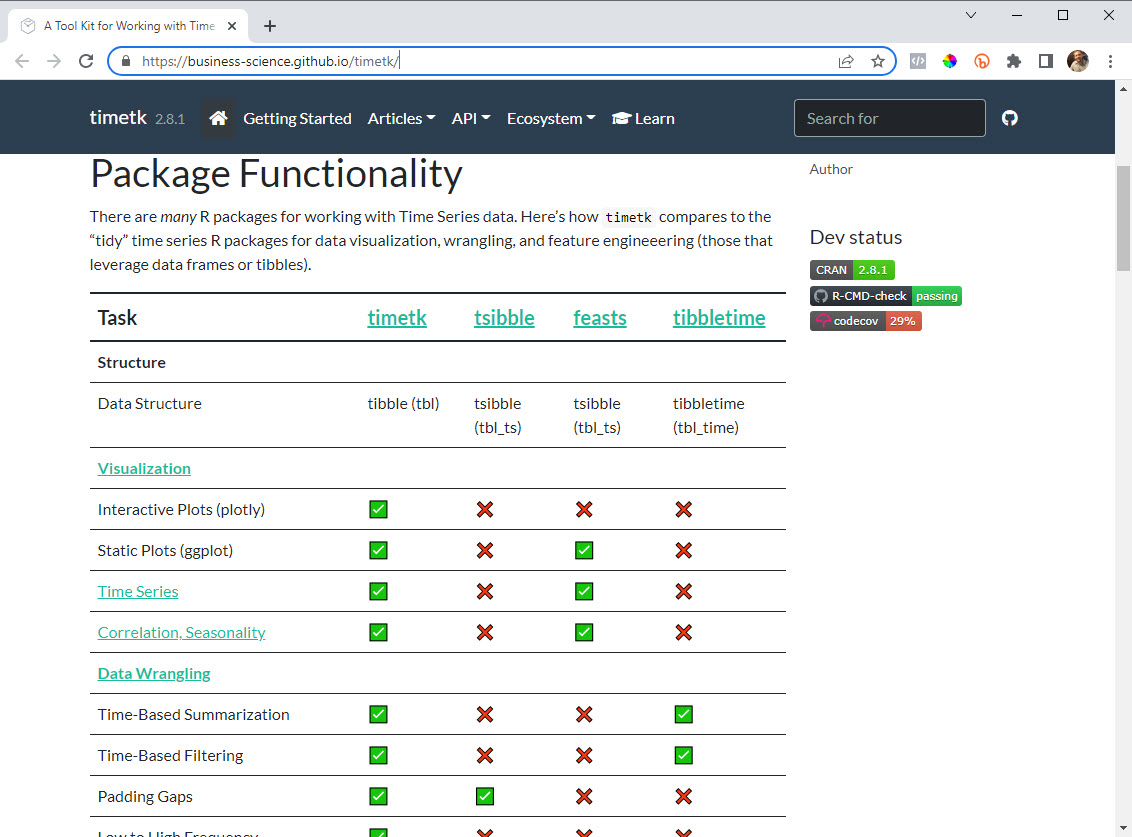 A Tool Kit for Working with Time
https://business-science.github.io/timetk/
timetk 2.8.1 Getting Started Articles API Ecosystem Learn Search for
Package Functionality
There are many R packages for working with Time Series data. Here’s how timetk compares to the
“tidy” time series R packages for data visualization, wrangling, and feature engineeering (those that
leverage data frames or tibbles).
Task timetk tsibble feasts tibbletime
Structure
Data Structure tibble (tbl) tsibble tsibble tibbletime
(tbl_ts) (tbl_ts) (tbl_time)
Visualization
Interactive Plots (plotly)
Static Plots (ggplot)
Time Series
Correlation, Seasonality
Data Wrangling
Time-Based Summarization
Time-Based Filtering
Padding Gaps
Low to High Frequency
Author
Dev status
CRAN 2.8.1
R-CMD-check passing
codecov 29%